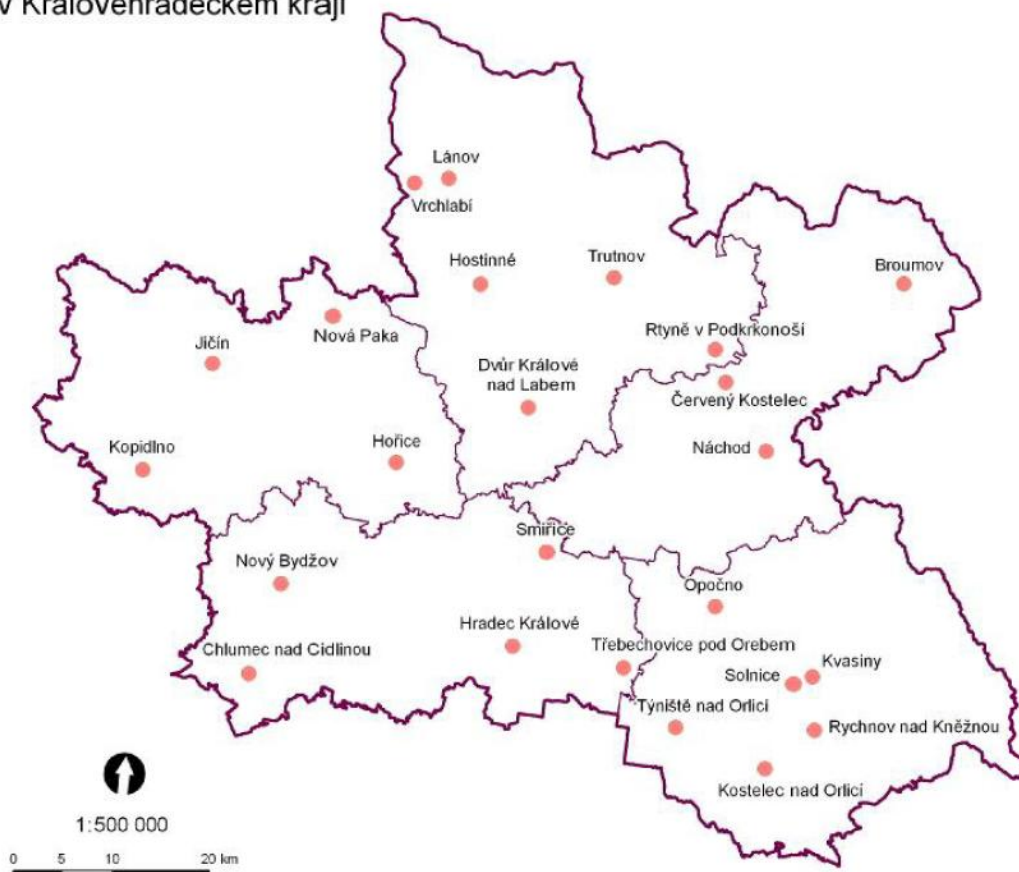 v Královéhradeckém kraji
Lánov
Vrchlabí
Hostinné
Trutnov
Broumov
Nová Paka
Rtyně v Podkrkonoší
Jičín
Dvůr Králové
nad Labem
Červený Kostelec
Hořice
Kopidlno
Náchod
Smiřice
Nový Bydžov
Opočno
Hradec Králové
Třebechovice pod Orebem
Chlumec nad Cidlinou
Kvasiny
Solnice
Týniště nad Orlicí
Rychnov nad Kněžnou
Kostelec nad Orlicí
1:500 000
0 5 10 20 km